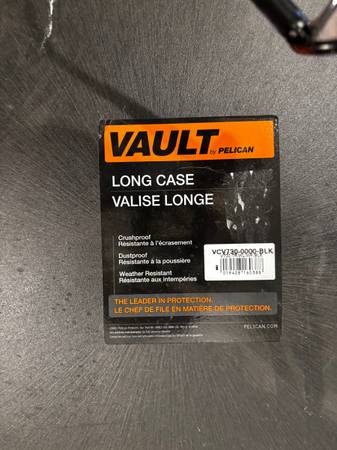 VAULT by PELICAN
LONG CASE
VALISE LONGE
Crushproof
Résistante à l'écrasement
Dustproof
Résistante à la poussière
Weather Resistant
Résistante aux intempéries
VCV730-0000-BLK
THE LEADER IN PROTECTION.
LE CHEF DE FILE EN MATIÈRE DE PROTECTION.
PELICAN.COM